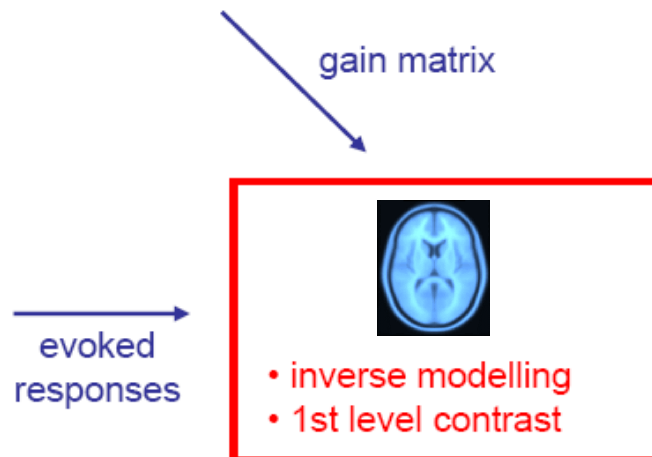 gain matrix
evoked
responses
• inverse modelling
• 1st level contrast